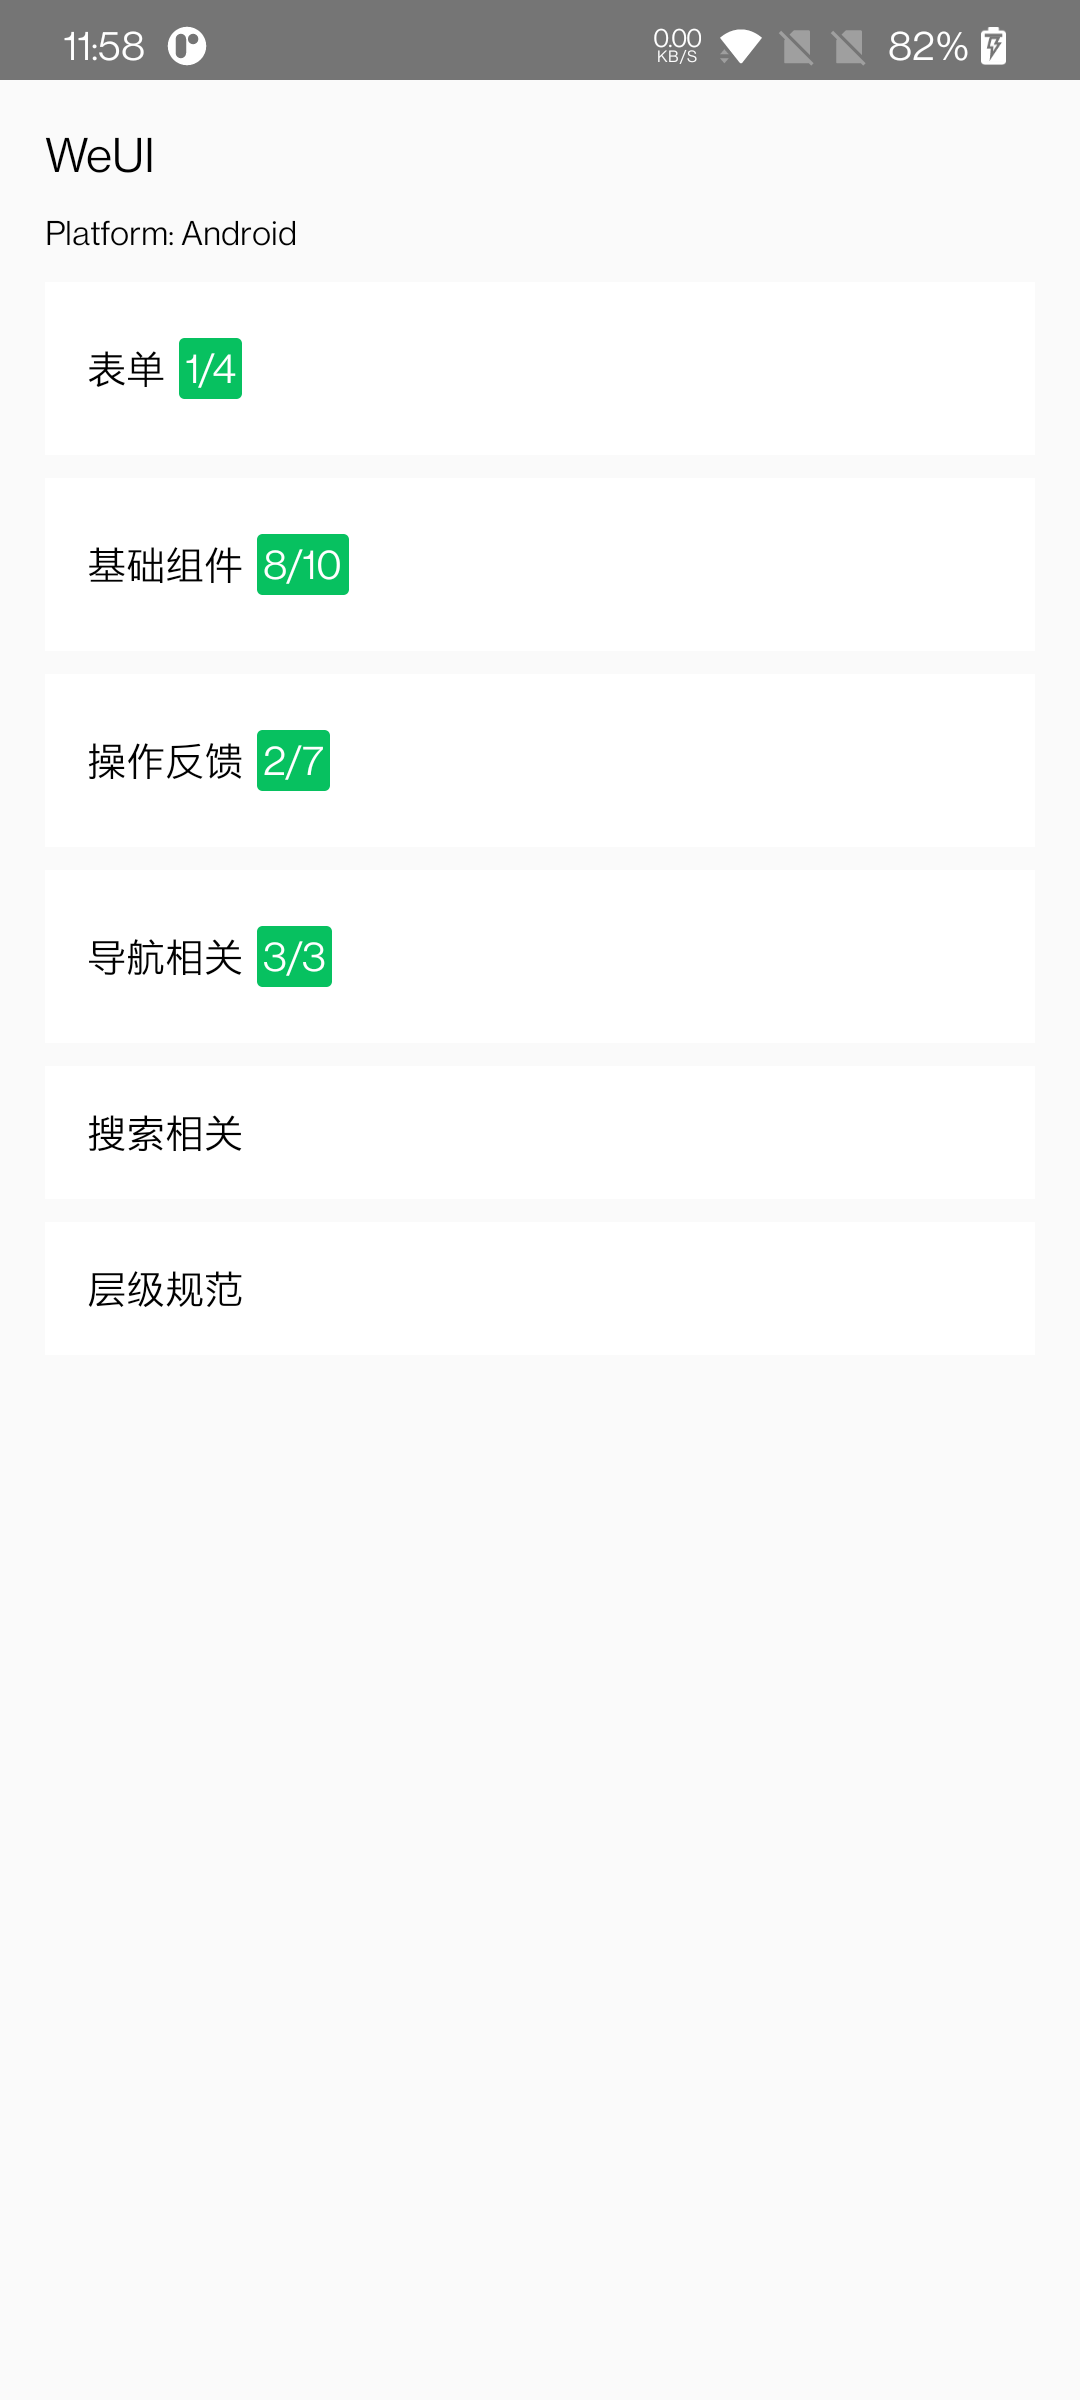 11:58
0.00
KB/S
82%
WeUI
Platform: Android
表单 1/4
基础组件 8/10
操作反馈 2/7
导航相关 3/3
搜索相关
层级规范